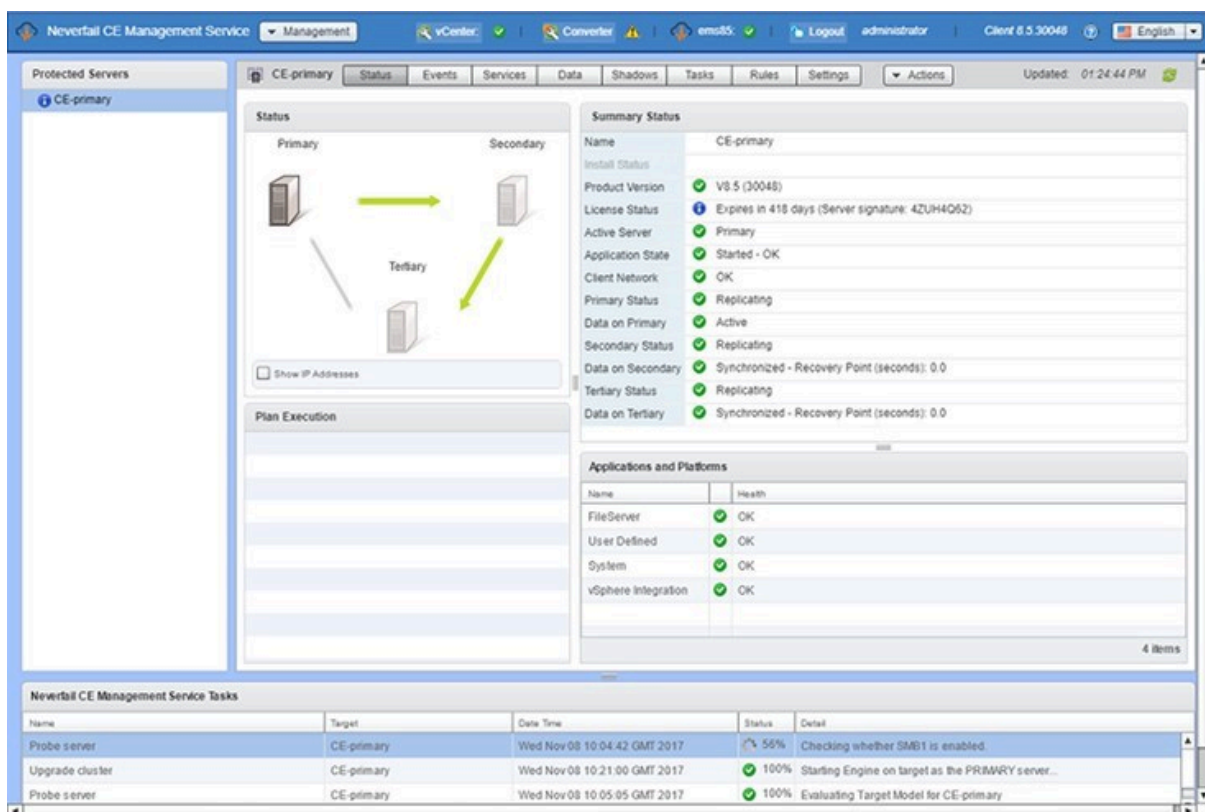 Neverfail CE Management Service Management vCenter: Converter ems85: Logout administrator Client 8.5.30048 English
Protected Servers
CE-primary
CE-primary Status Events Services Data Shadows Tasks Rules Settings Actions Updated: 01:24:44 PM
Status
Primary Secondary
Tertiary
Show IP Addresses
Plan Execution
Summary Status
Name CE-primary
Install Status
Product Version V8.5 (30048)
License Status Expires in 418 days (Server signature: 4ZUH4Q62)
Active Server Primary
Application State Started - OK
Client Network OK
Primary Status Replicating
Data on Primary Active
Secondary Status Replicating
Data on Secondary Synchronized - Recovery Point (seconds): 0.0
Tertiary Status Replicating
Data on Tertiary Synchronized - Recovery Point (seconds): 0.0
Applications and Platforms
Name Health
FileServer OK
User Defined OK
System OK
vSphere Integration OK
4 items
Neverfail CE Management Service Tasks
Name Target Date Time Status Detail
Probe server CE-primary Wed Nov 08 10:04:42 GMT 2017 56% Checking whether SMB1 is enabled.
Upgrade cluster CE-primary Wed Nov 08 10:21:00 GMT 2017 100% Starting Engine on target as the PRIMARY server...
Probe server CE-primary Wed Nov 08 10:05:05 GMT 2017 100% Evaluating Target Model for CE-primary